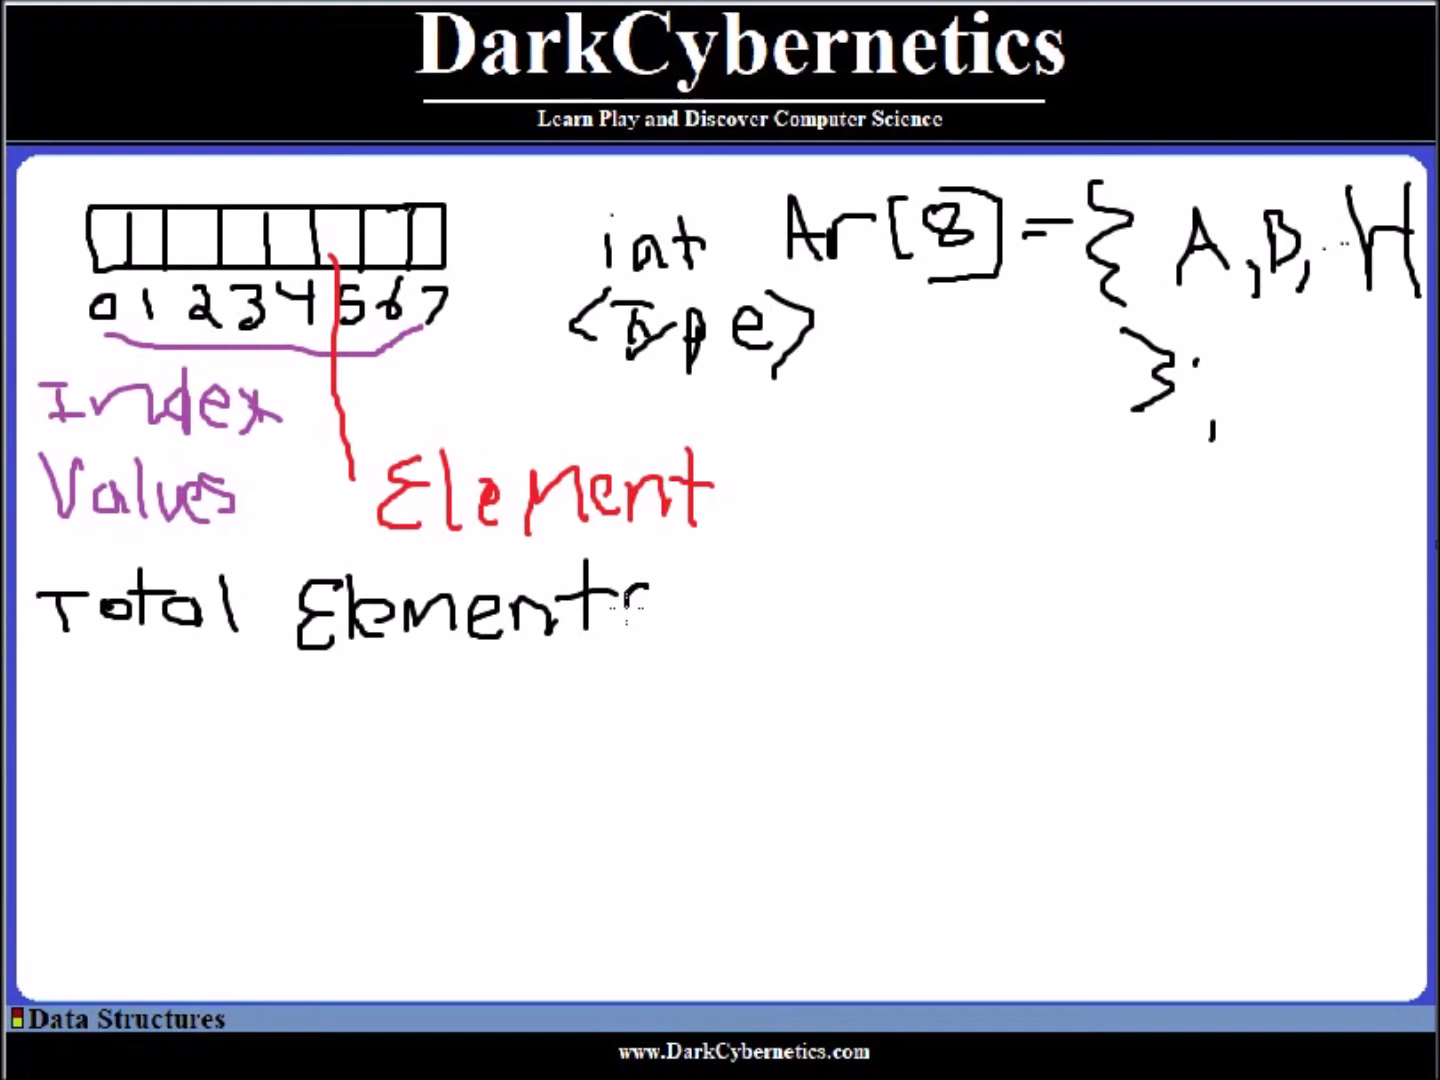 DarkCybernetics
Learn Play and Discover Computer Science
int Ar[8] = { A, B, .. H
<Type>
};
0 1 2 3 4 5 6 7
Index
Values
Element
Total Elements
Data Structures
www.DarkCybernetics.com